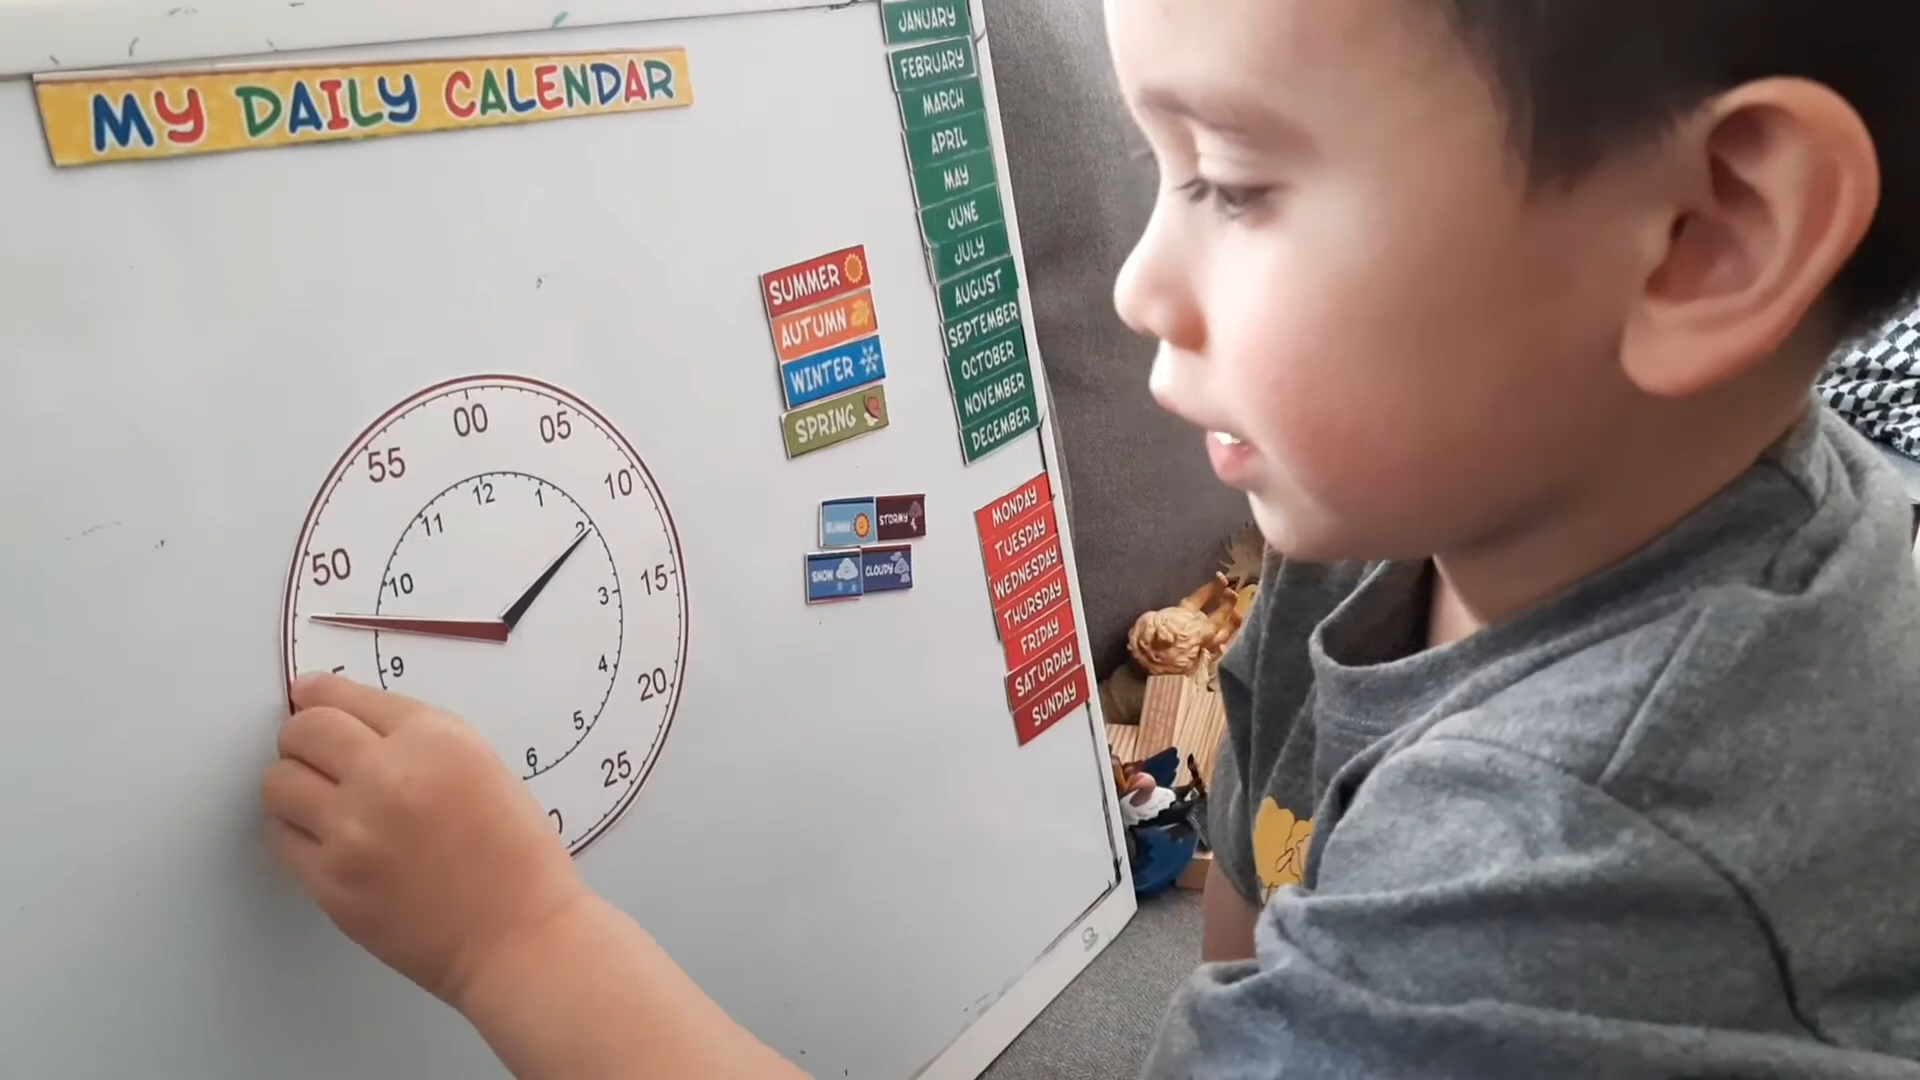 MY DAILY CALENDAR
JANUARY
FEBRUARY
MARCH
APRIL
MAY
JUNE
JULY
AUGUST
SEPTEMBER
OCTOBER
NOVEMBER
DECEMBER
SUMMER
AUTUMN
WINTER
SPRING
STORMY
SNOW CLOUDY
MONDAY
TUESDAY
WEDNESDAY
THURSDAY
FRIDAY
SATURDAY
SUNDAY
00
05
10
15
20
25
50
55
12
1
2
3
4
5
6
9
10
11